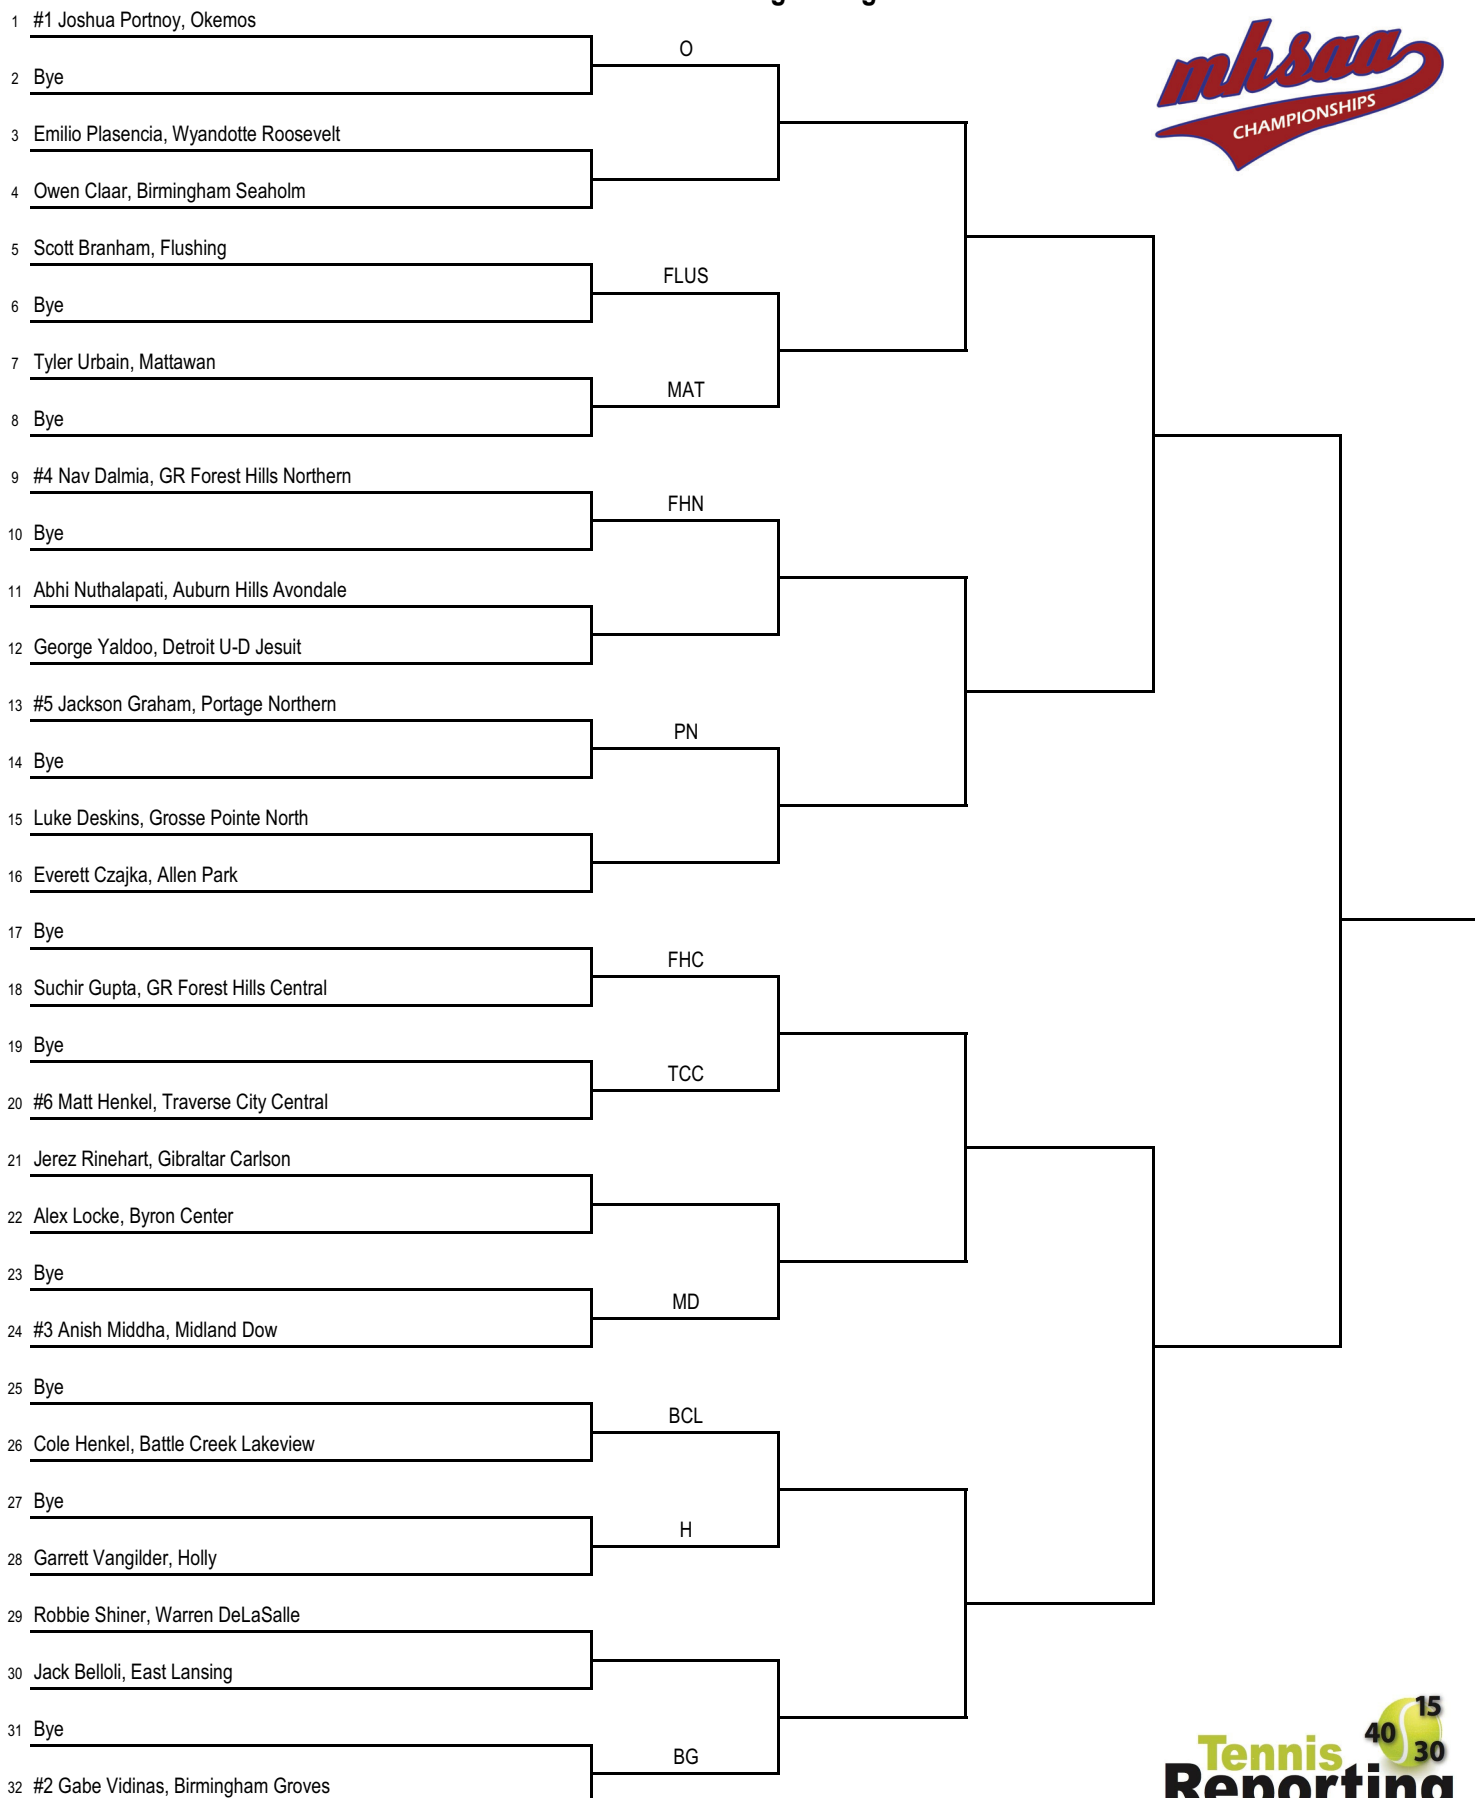 1 #1 Joshua Portnoy, Okemos
O
2 Bye
3 Emilio Plasencia, Wyandotte Roosevelt
4 Owen Claar, Birmingham Seaholm
5 Scott Branham, Flushing
FLUS
6 Bye
7 Tyler Urbain, Mattawan
MAT
8 Bye
9 #4 Nav Dalmia, GR Forest Hills Northern
FHN
10 Bye
11 Abhi Nuthalapati, Auburn Hills Avondale
12 George Yaldoo, Detroit U-D Jesuit
13 #5 Jackson Graham, Portage Northern
PN
14 Bye
15 Luke Deskins, Grosse Pointe North
16 Everett Czajka, Allen Park
17 Bye
FHC
18 Suchir Gupta, GR Forest Hills Central
19 Bye
TCC
20 #6 Matt Henkel, Traverse City Central
21 Jerez Rinehart, Gibraltar Carlson
22 Alex Locke, Byron Center
23 Bye
MD
24 #3 Anish Middha, Midland Dow
25 Bye
BCL
26 Cole Henkel, Battle Creek Lakeview
27 Bye
H
28 Garrett Vangilder, Holly
29 Robbie Shiner, Warren DeLaSalle
30 Jack Belloli, East Lansing
31 Bye
BG
32 #2 Gabe Vidinas, Birmingham Groves
mhsaa
CHAMPIONSHIPS
15
40
30
Tennis
Reporting